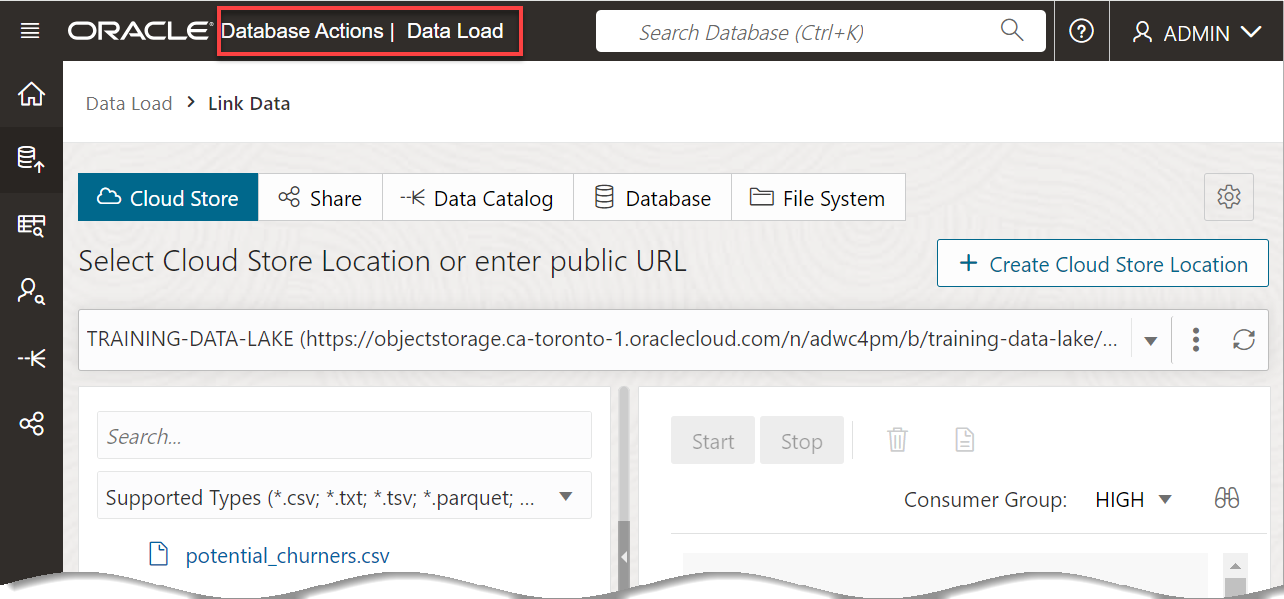 ORACLE Database Actions | Data Load
Search Database (Ctrl+K)
ADMIN
Data Load > Link Data
Cloud Store
Share
Data Catalog
Database
File System
Select Cloud Store Location or enter public URL
+ Create Cloud Store Location
TRAINING-DATA-LAKE (https://objectstorage.ca-toronto-1.oraclecloud.com/n/adwc4pm/b/training-data-lake/...
Search...
Start
Stop
Supported Types (*.csv; *.txt; *.tsv; *.parquet; ...
Consumer Group: HIGH
potential_churners.csv